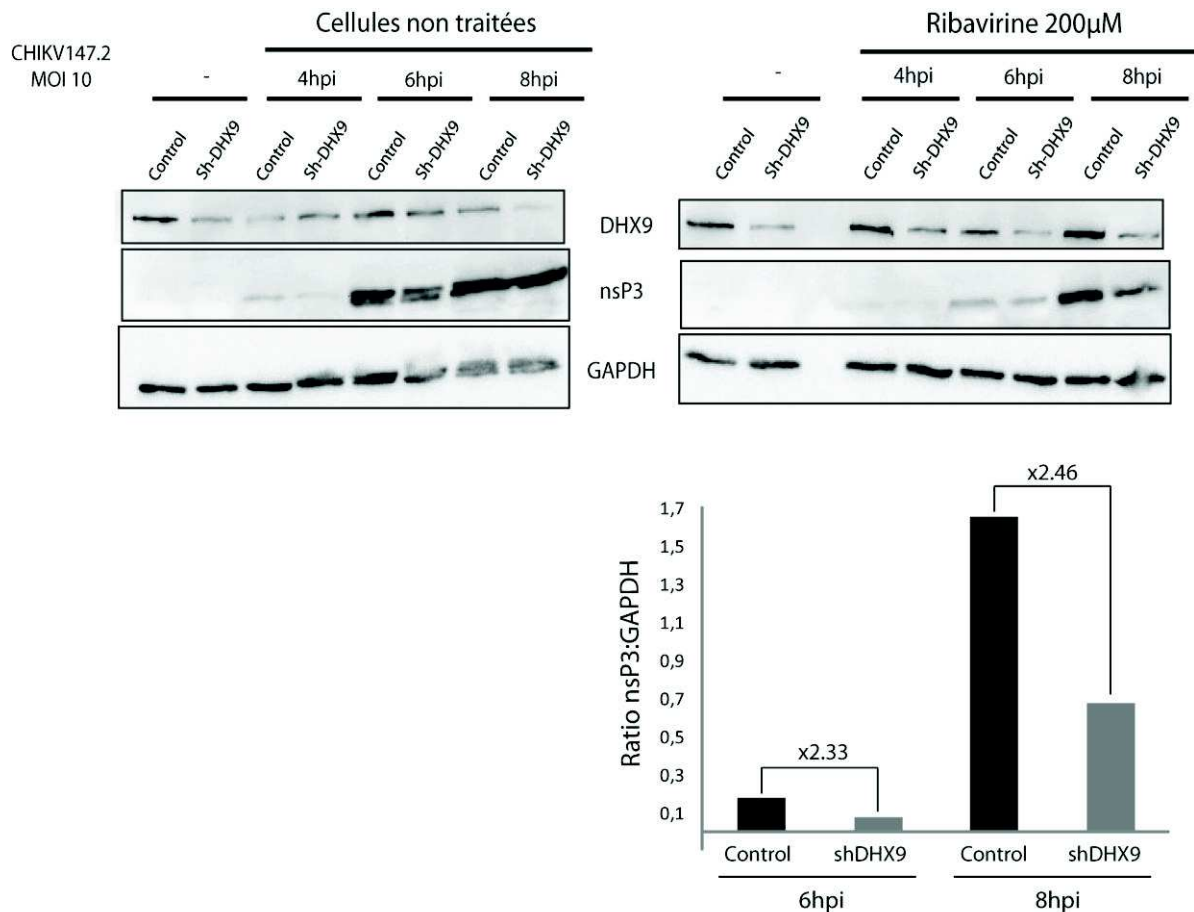 Cellules non traitées
Ribavirine 200µM
CHIKV147.2
MOI 10
- 4hpi 6hpi 8hpi
- 4hpi 6hpi 8hpi
Control Sh-DHX9 Control Sh-DHX9 Control Sh-DHX9 Control Sh-DHX9
Control Sh-DHX9 Control Sh-DHX9 Control Sh-DHX9 Control Sh-DHX9
DHX9
nsP3
GAPDH
Ratio nsP3:GAPDH
1,7
1,5
1,3
1,1
0,9
0,7
0,5
0,3
0,1
x2.33
x2.46
Control shDHX9 Control shDHX9
6hpi 8hpi